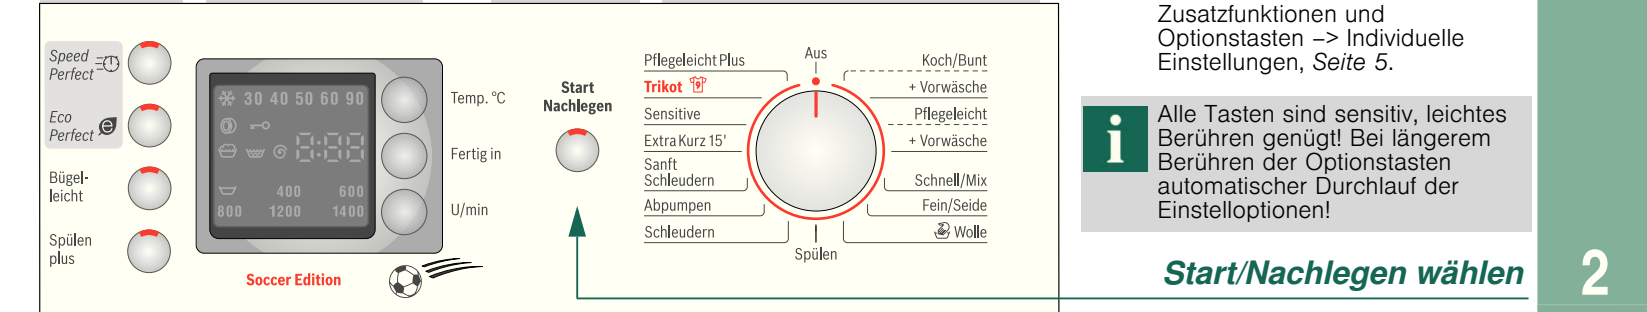 Speed
Perfect
Eco
Perfect
Bügel-
leicht
Spülen
plus
30 40 50 60 90
8:88
400 600
800 1200 1400
Temp. °C
Fertig in
U/min
Soccer Edition
Start
Nachlegen
Pflegeleicht Plus
Trikot 9
Sensitive
Extra Kurz 15'
Sanft
Schleudern
Abpumpen
Schleudern
Aus
Spülen
Koch/Bunt
+ Vorwäsche
Pflegeleicht
+ Vorwäsche
Schnell/Mix
Fein/Seide
Wolle
Zusatzfunktionen und
Optionstasten –> Individuelle
Einstellungen, Seite 5.
i
Alle Tasten sind sensitiv, leichtes
Berühren genügt! Bei längerem
Berühren der Optionstasten
automatischer Durchlauf der
Einstelloptionen!
Start/Nachlegen wählen
2